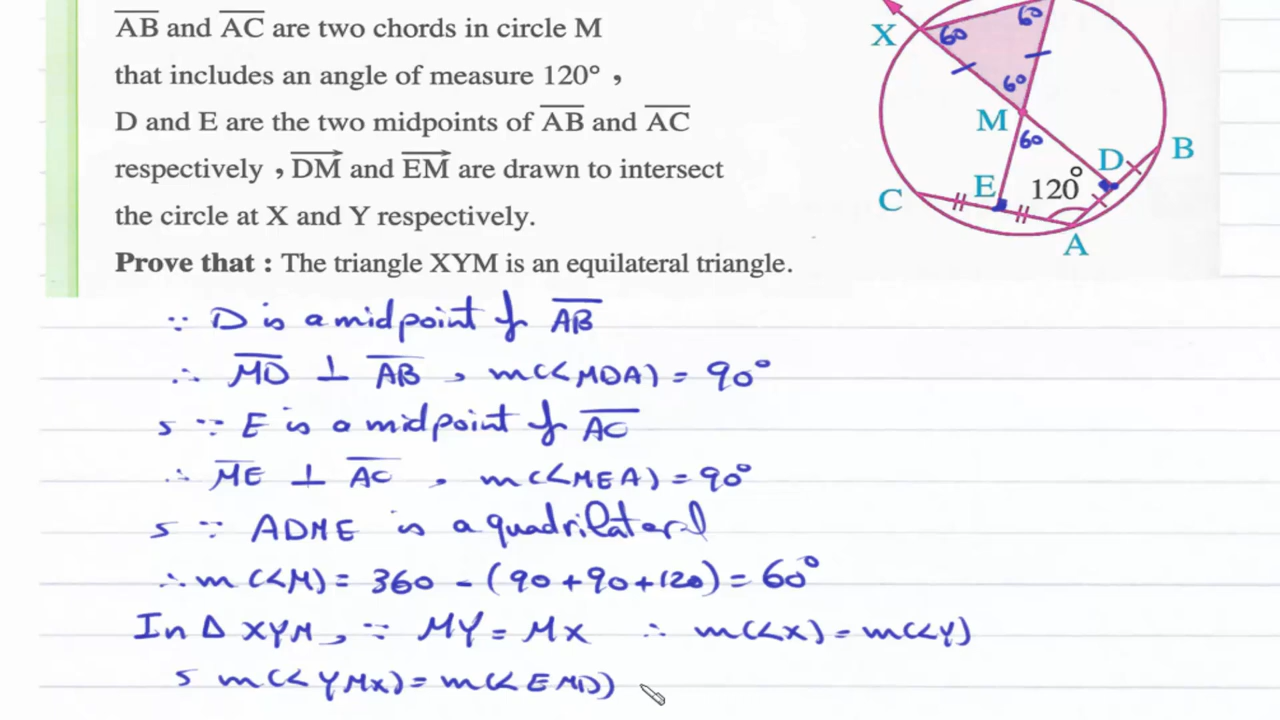 AB and AC are two chords in circle M
that includes an angle of measure 120° ,
D and E are the two midpoints of AB and AC
respectively , DM and EM are drawn to intersect
the circle at X and Y respectively.
Prove that : The triangle XYM is an equilateral triangle.
X
60
60
60
M
60
D
B
C
E
120°
A
∵ D is a midpoint of AB
∴ MD ⊥ AB , m(<MDA) = 90°
, ∵ E is a midpoint of AC
∴ ME ⊥ AC , m(<MEA) = 90°
, ∵ ADME is a quadrilateral
∴ m(<M) = 360 - (90+90+120) = 60°
In Δ XYM, ∵ MY = MX ∴ m(<X) = m(<Y)
, m(<YMX) = m(<EMD)